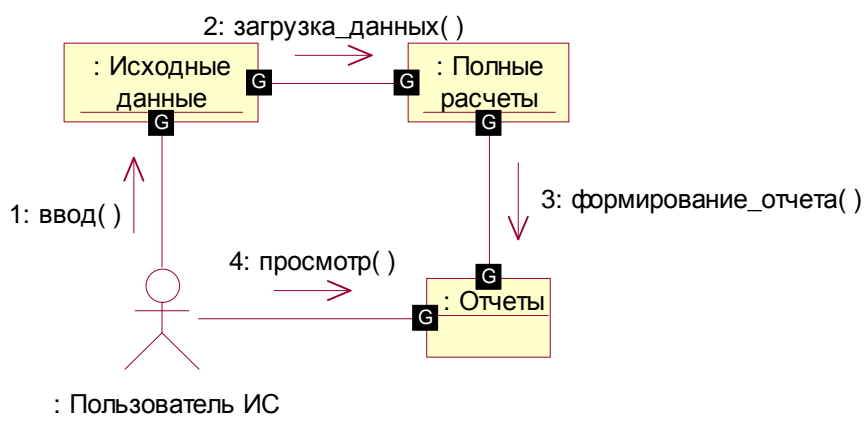 2: загрузка_данных( )
: Исходные
данные
: Полные
расчеты
G
G
G
G
1: ввод( )
3: формирование_отчета( )
4: просмотр( )
G
: Отчеты
G
: Пользователь ИС